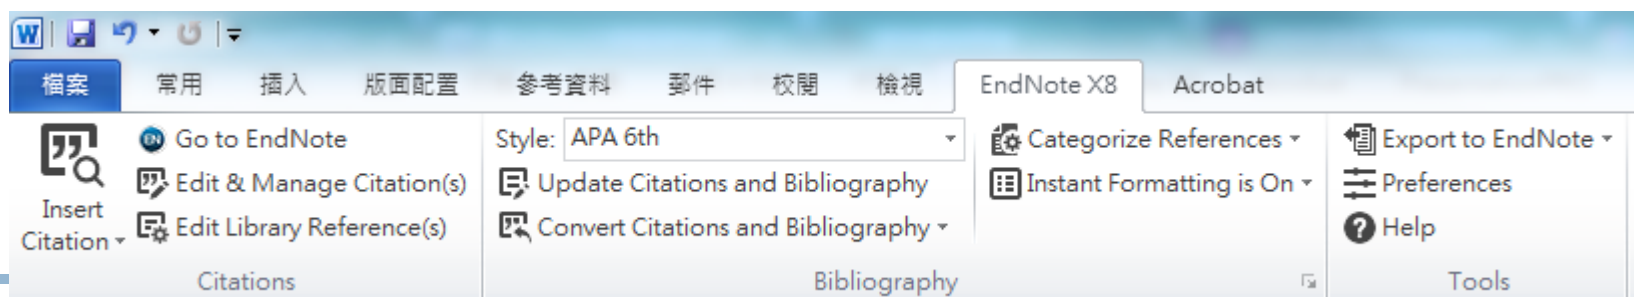 檔案 常用 插入 版面配置 參考資料 郵件 校閱 檢視 EndNote X8 Acrobat
Insert Citation
Go to EndNote
Edit & Manage Citation(s)
Edit Library Reference(s)
Citations
Style: APA 6th
Update Citations and Bibliography
Convert Citations and Bibliography
Categorize References
Instant Formatting is On
Bibliography
Export to EndNote
Preferences
Help
Tools